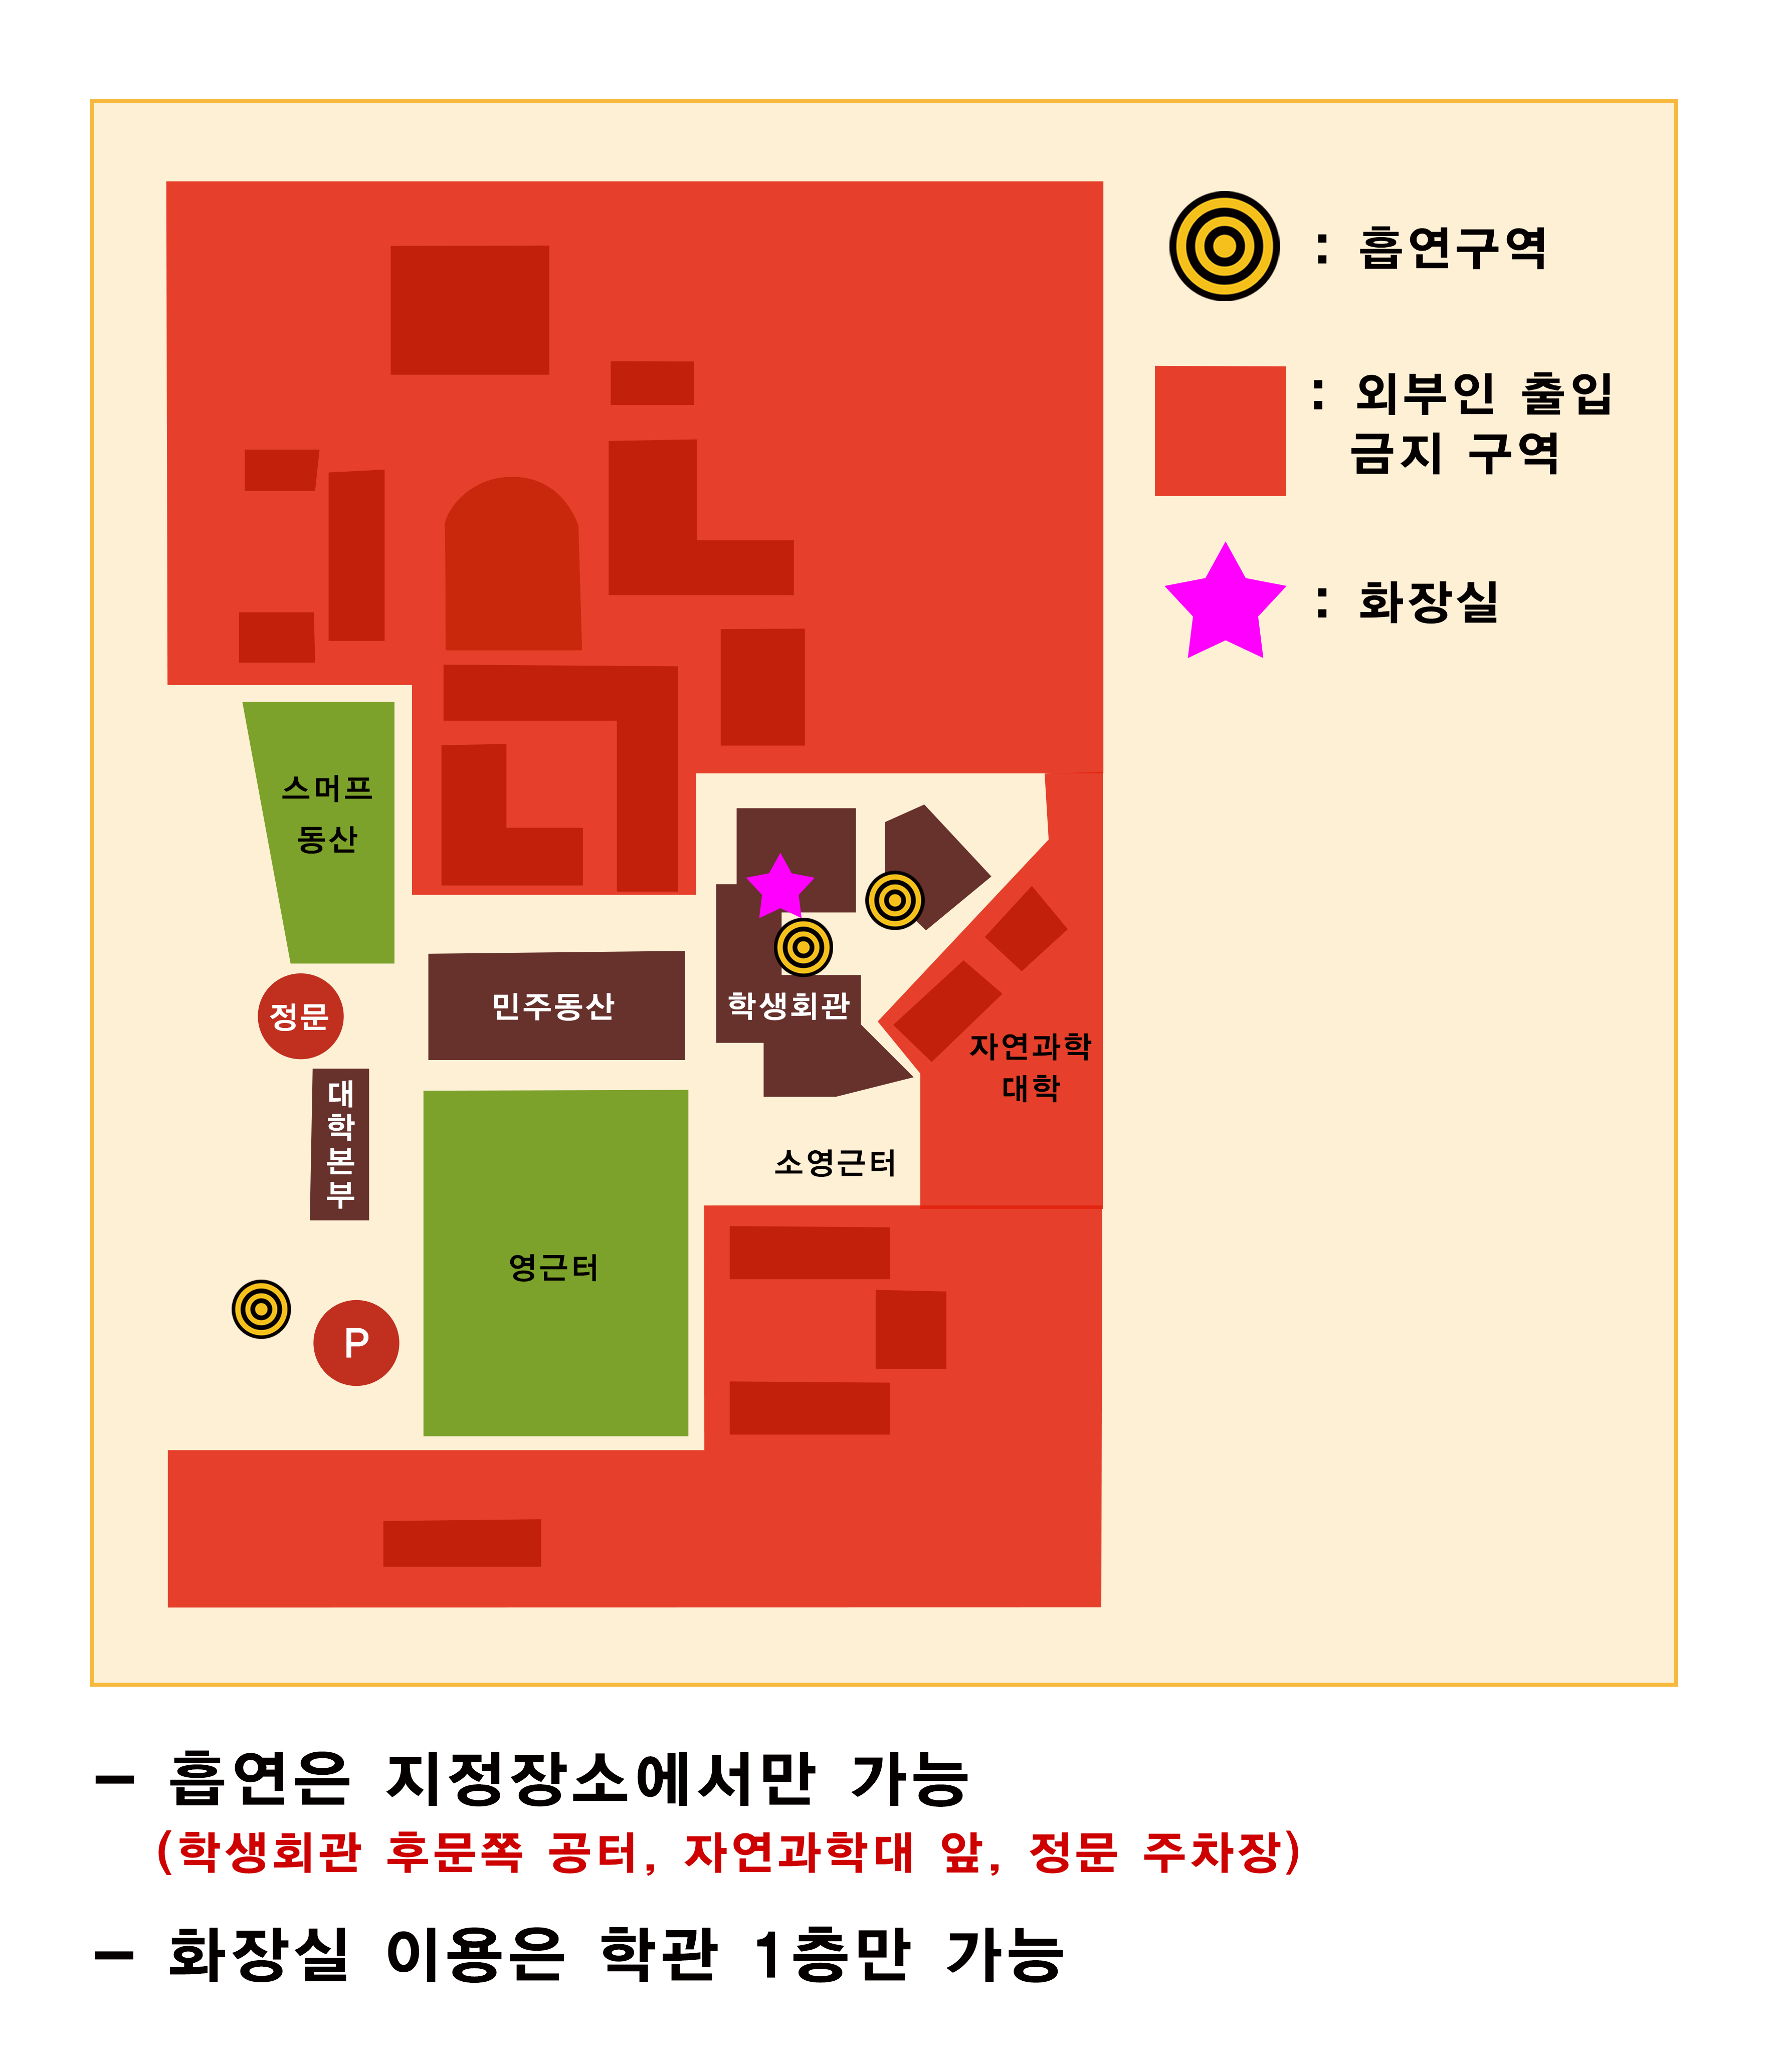 : 흡연구역
: 외부인 출입
금지 구역
: 화장실
스머프
동산
정문
민주동산
학생회관
자연과학
대학
대
학
본
부
소영근터
영근터
P
- 흡연은 지정장소에서만 가능
(학생회관 후문쪽 공터, 자연과학대 앞, 정문 주차장)
- 화장실 이용은 학관 1층만 가능